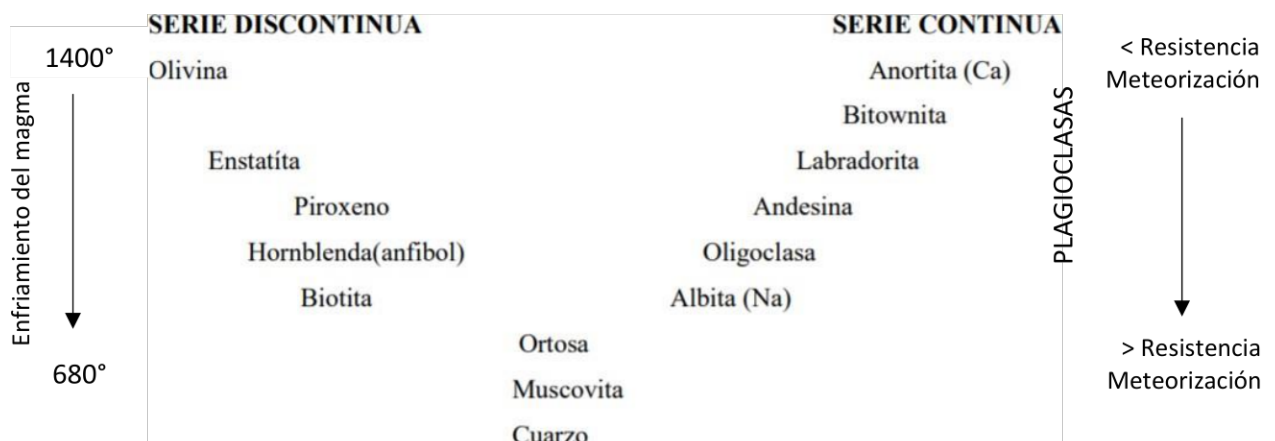 SERIE DISCONTINUA SERIE CONTINUA
1400°
Olivina Anortita (Ca)
< Resistencia
Meteorización
Bitownita
Enstatíta Labradorita
Piroxeno Andesina
Hornblenda(anfibol) Oligoclasa
Biotita Albita (Na)
Enfriamiento del magma
PLAGIOCLASAS
Ortosa
680°
> Resistencia
Meteorización
Muscovita
Cuarzo